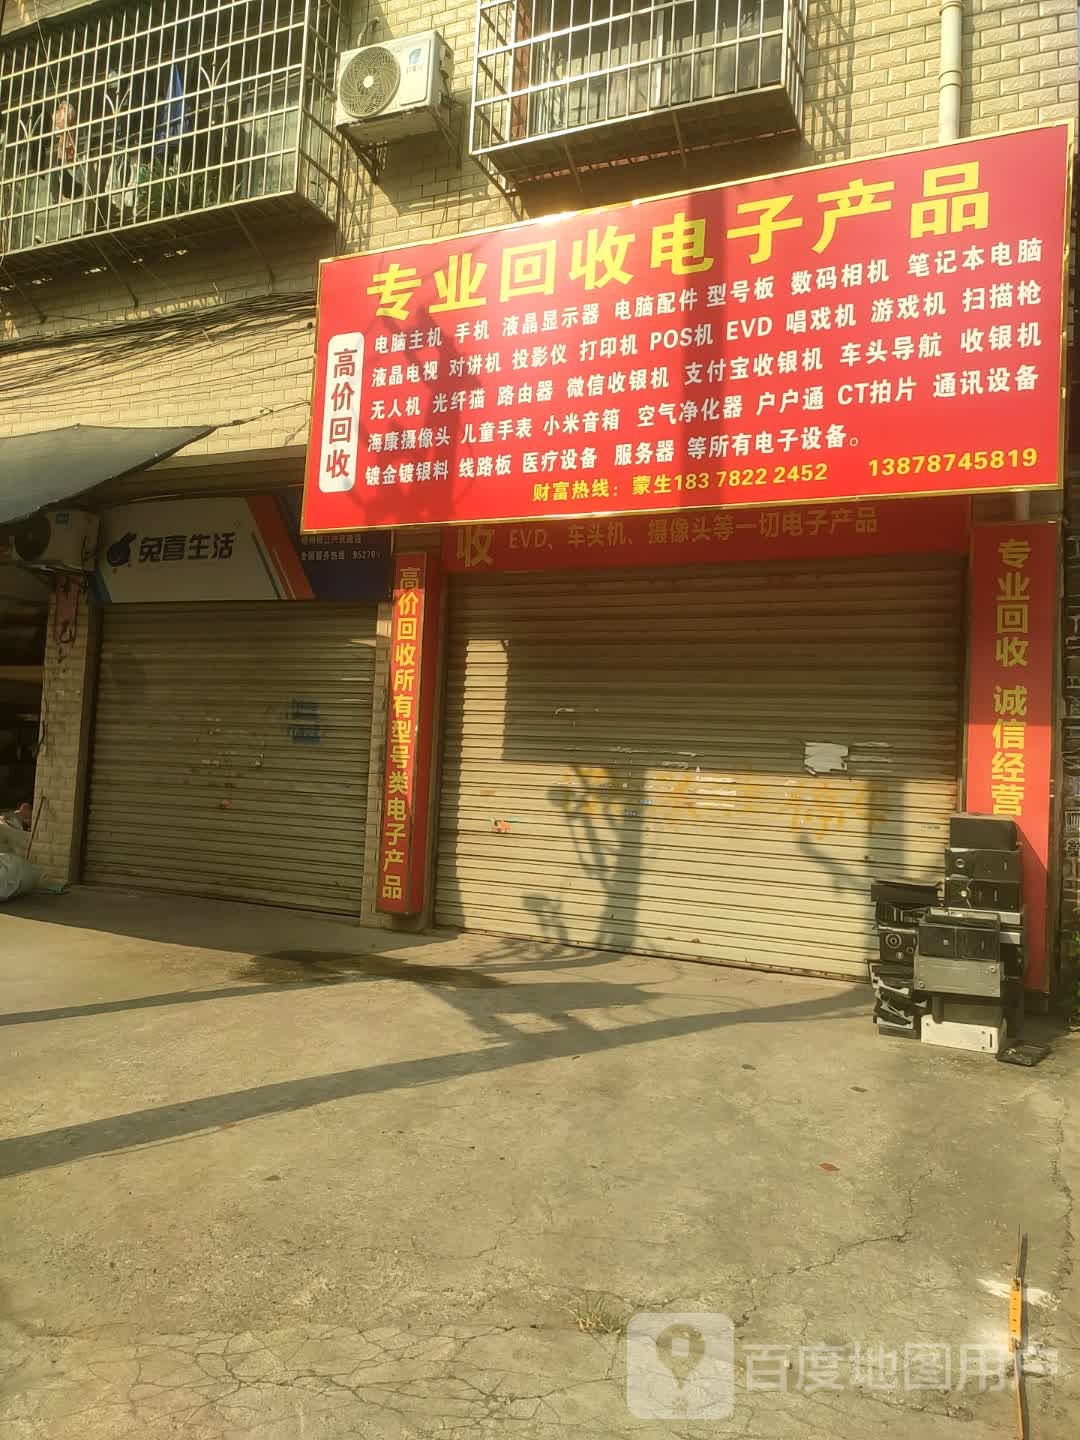 专业回收电子产品
高价回收
电脑主机 手机 液晶显示器 电脑配件 型号板 数码相机 笔记本电脑
液晶电视 对讲机 投影仪 打印机 POS机 EVD 唱戏机 游戏机 扫描枪
无人机 光纤猫 路由器 微信收银机 支付宝收银机 车头导航 收银机
海康摄像头 儿童手表 小米音箱 空气净化器 户户通 CT拍片 通讯设备
镀金镀银料 线路板 医疗设备 服务器 等所有电子设备。
财富热线：蒙生183 7822 2452 13878745819
收 EVD、车头机、摄像头等一切电子产品
兔喜生活
全国服务热线 95270
高价回收所有型号类电子产品
专业回收 诚信经营
百度地图用户